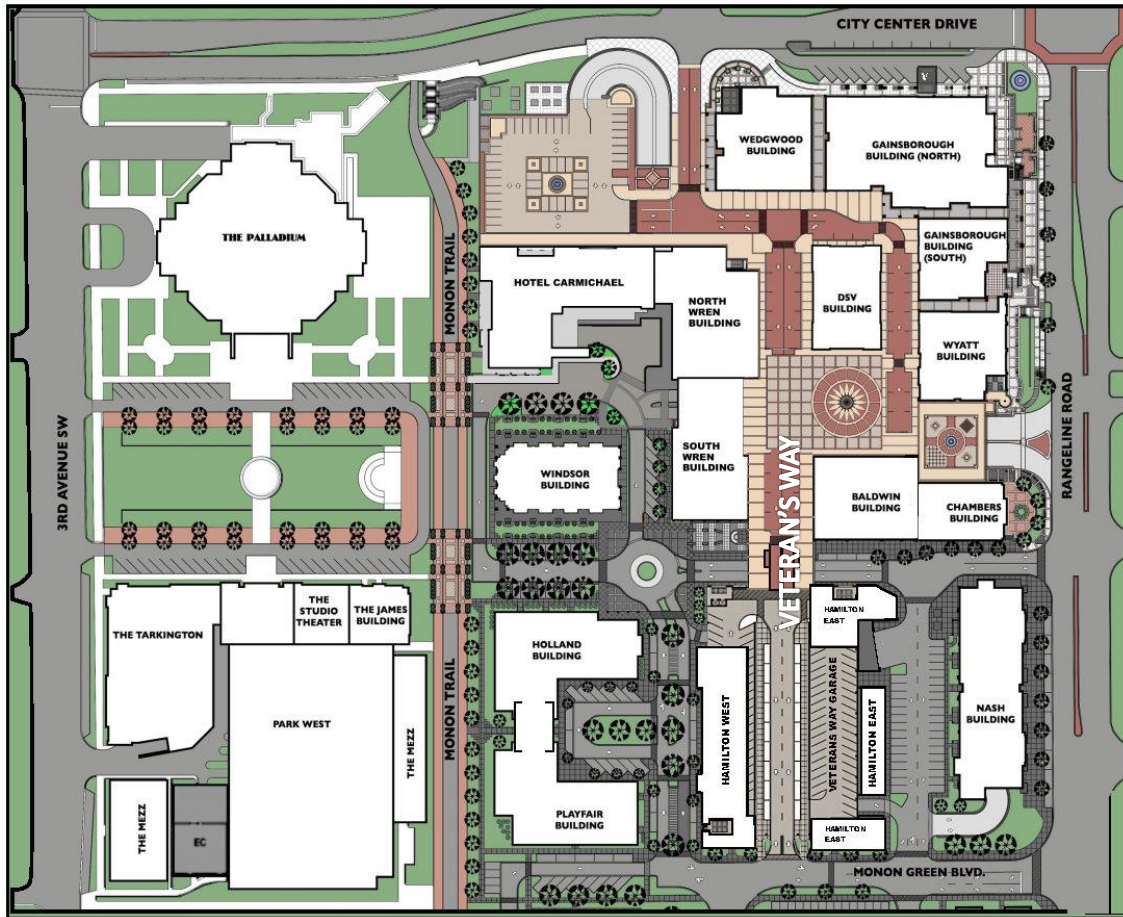 CITY CENTER DRIVE
V
WEDGWOOD
BUILDING
GAINSBOROUGH
BUILDING (NORTH)
THE PALLADIUM
MONON TRAIL
GAINSBOROUGH
BUILDING
(SOUTH)
HOTEL CARMICHAEL
NORTH
WREN
BUILDING
DSV
BUILDING
WYATT
BUILDING
3RD AVENUE SW
RANGELINE ROAD
SOUTH
WREN
BUILDING
WINDSOR
BUILDING
VETERAN'S WAY
BALDWIN
BUILDING
CHAMBERS
BUILDING
THE TARKINGTON
THE
STUDIO
THEATER
THE JAMES
BUILDING
HAMILTON
EAST
HOLLAND
BUILDING
PARK WEST
MONON TRAIL
THE MEZZ
HAMILTON WEST
VETERANS WAY GARAGE
HAMILTON EAST
NASH
BUILDING
THE MEZZ
EC
PLAYFAIR
BUILDING
HAMILTON
EAST
MONON GREEN BLVD.